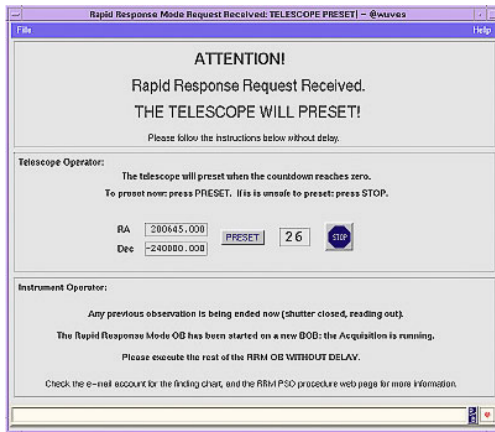 Rapid Response Mode Request Received: TELESCOPE PRESET! - @wuves
File Help
ATTENTION!
Rapid Response Request Received.
THE TELESCOPE WILL PRESET!
Please follow the instructions below without delay.
Telescope Operator:
The telescope will preset when the countdown reaches zero.
To preset now: press PRESET. If is is unsafe to preset: press STOP.
RA 200645.000 PRESET 26 STOP
Dec -240000.000
Instrument Operator:
Any previous observation is being ended now (shutter closed, reading out).
The Rapid Response Mode OB has been started on a new BOB: the Acquisition is running.
Please execute the rest of the RRM OB WITHOUT DELAY.
Check the e-mail account for the finding chart, and the RRM PSO procedure web page for more information.